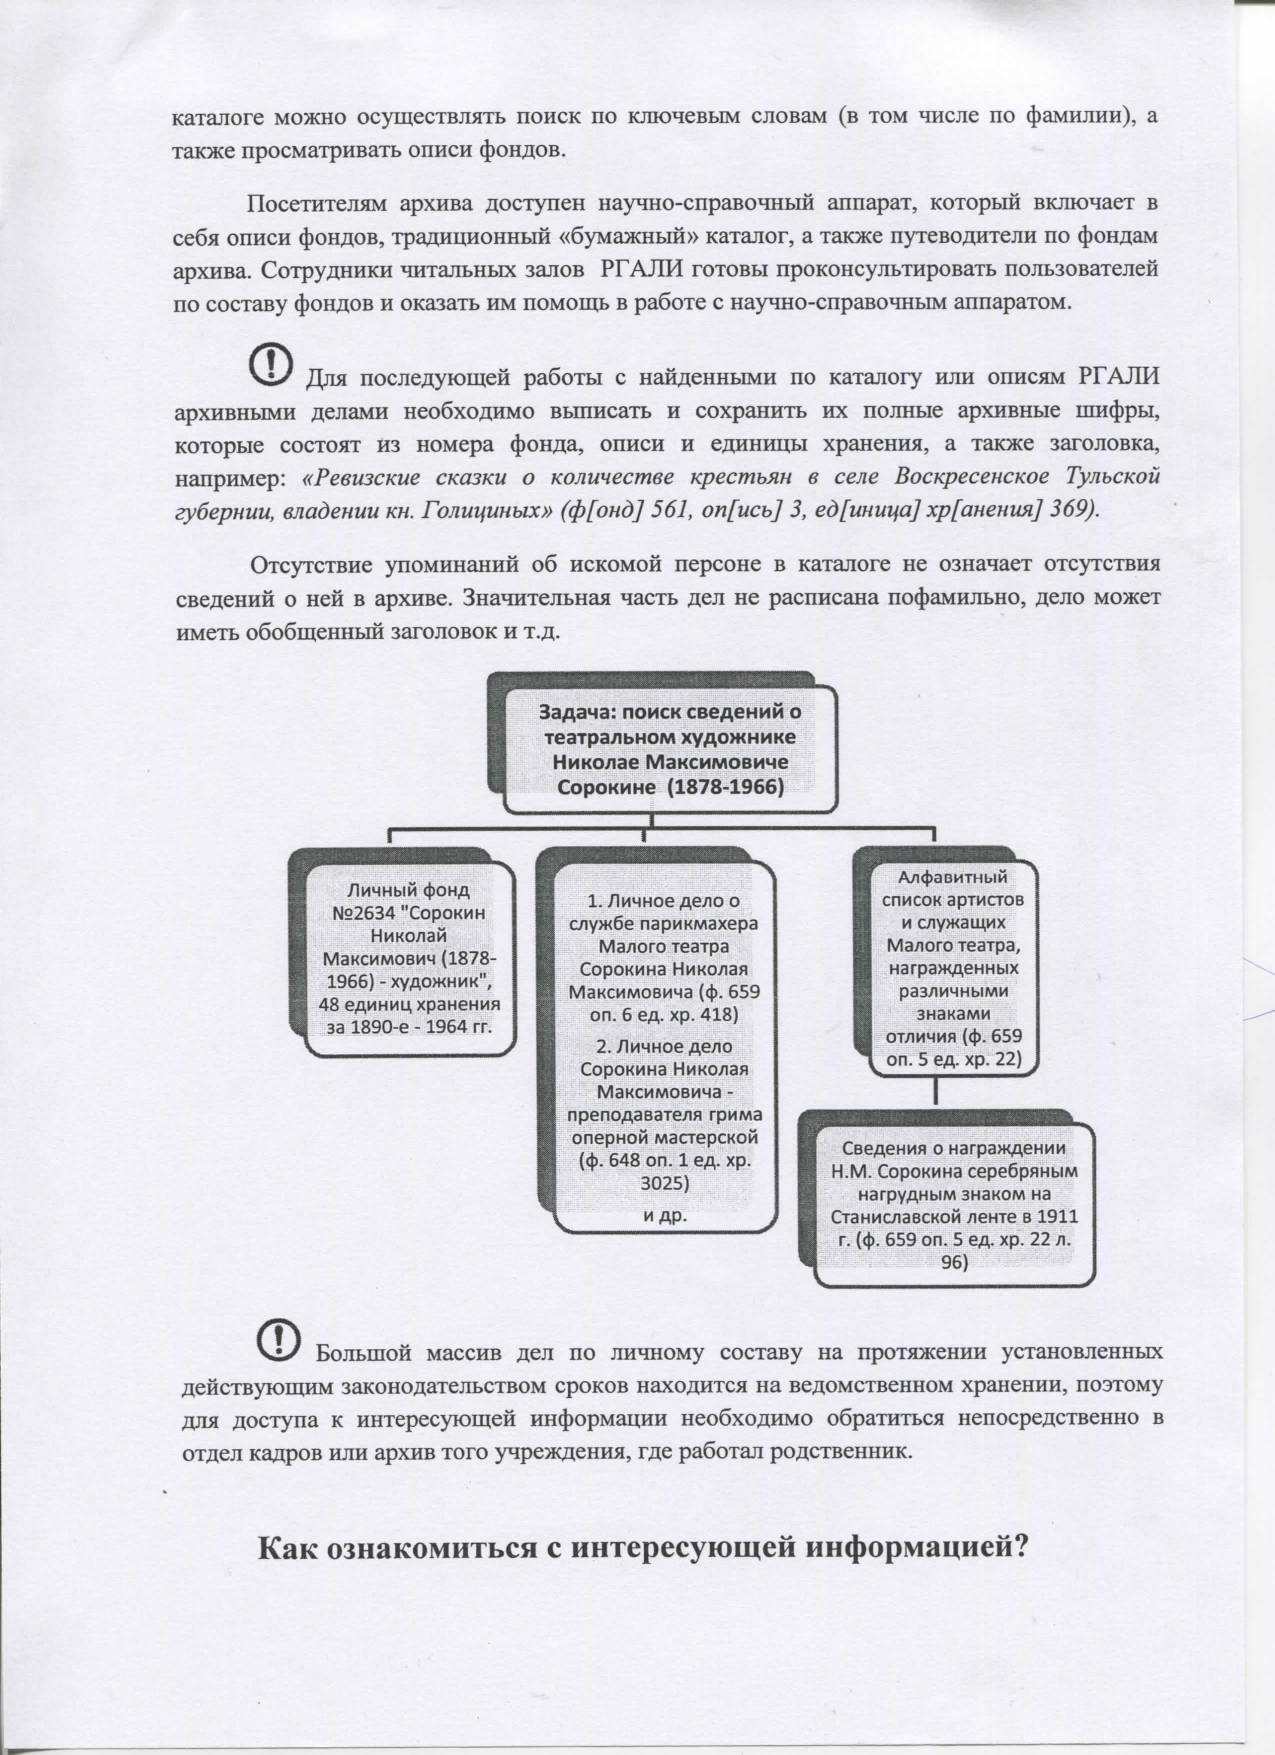 каталоге можно осуществлять поиск по ключевым словам (в том числе по фамилии), а
также просматривать описи фондов.
Посетителям архива доступен научно-справочный аппарат, который включает в
себя описи фондов, традиционный «бумажный» каталог, а также путеводители по фондам
архива. Сотрудники читальных залов РГАЛИ готовы проконсультировать пользователей
по составу фондов и оказать им помощь в работе с научно-справочным аппаратом.
! Для последующей работы с найденными по каталогу или описям РГАЛИ
архивными делами необходимо выписать и сохранить их полные архивные шифры,
которые состоят из номера фонда, описи и единицы хранения, а также заголовка,
например: «Ревизские сказки о количестве крестьян в селе Воскресенское Тульской
губернии, владении кн. Голициных» (ф[онд] 561, оп[ись] 3, ед[иница] хр[анения] 369).
Отсутствие упоминаний об искомой персоне в каталоге не означает отсутствия
сведений о ней в архиве. Значительная часть дел не расписана пофамильно, дело может
иметь обобщенный заголовок и т.д.
Задача: поиск сведений о
театральном художнике
Николае Максимовиче
Сорокине (1878-1966)
Личный фонд
№2634 "Сорокин
Николай
Максимович (1878-
1966) - художник",
48 единиц хранения
за 1890-е - 1964 гг.
1. Личное дело о
службе парикмахера
Малого театра
Сорокина Николая
Максимовича (ф. 659
оп. 6 ед. хр. 418)
2. Личное дело
Сорокина Николая
Максимовича -
преподавателя грима
оперной мастерской
(ф. 648 оп. 1 ед. хр.
3025)
и др.
Алфавитный
список артистов
и служащих
Малого театра,
награжденных
различными
знаками
отличия (ф. 659
оп. 5 ед. хр. 22)
Сведения о награждении
Н.М. Сорокина серебряным
нагрудным знаком на
Станиславской ленте в 1911
г. (ф. 659 оп. 5 ед. хр. 22 л.
96)
! Большой массив дел по личному составу на протяжении установленных
действующим законодательством сроков находится на ведомственном хранении, поэтому
для доступа к интересующей информации необходимо обратиться непосредственно в
отдел кадров или архив того учреждения, где работал родственник.
Как ознакомиться с интересующей информацией?